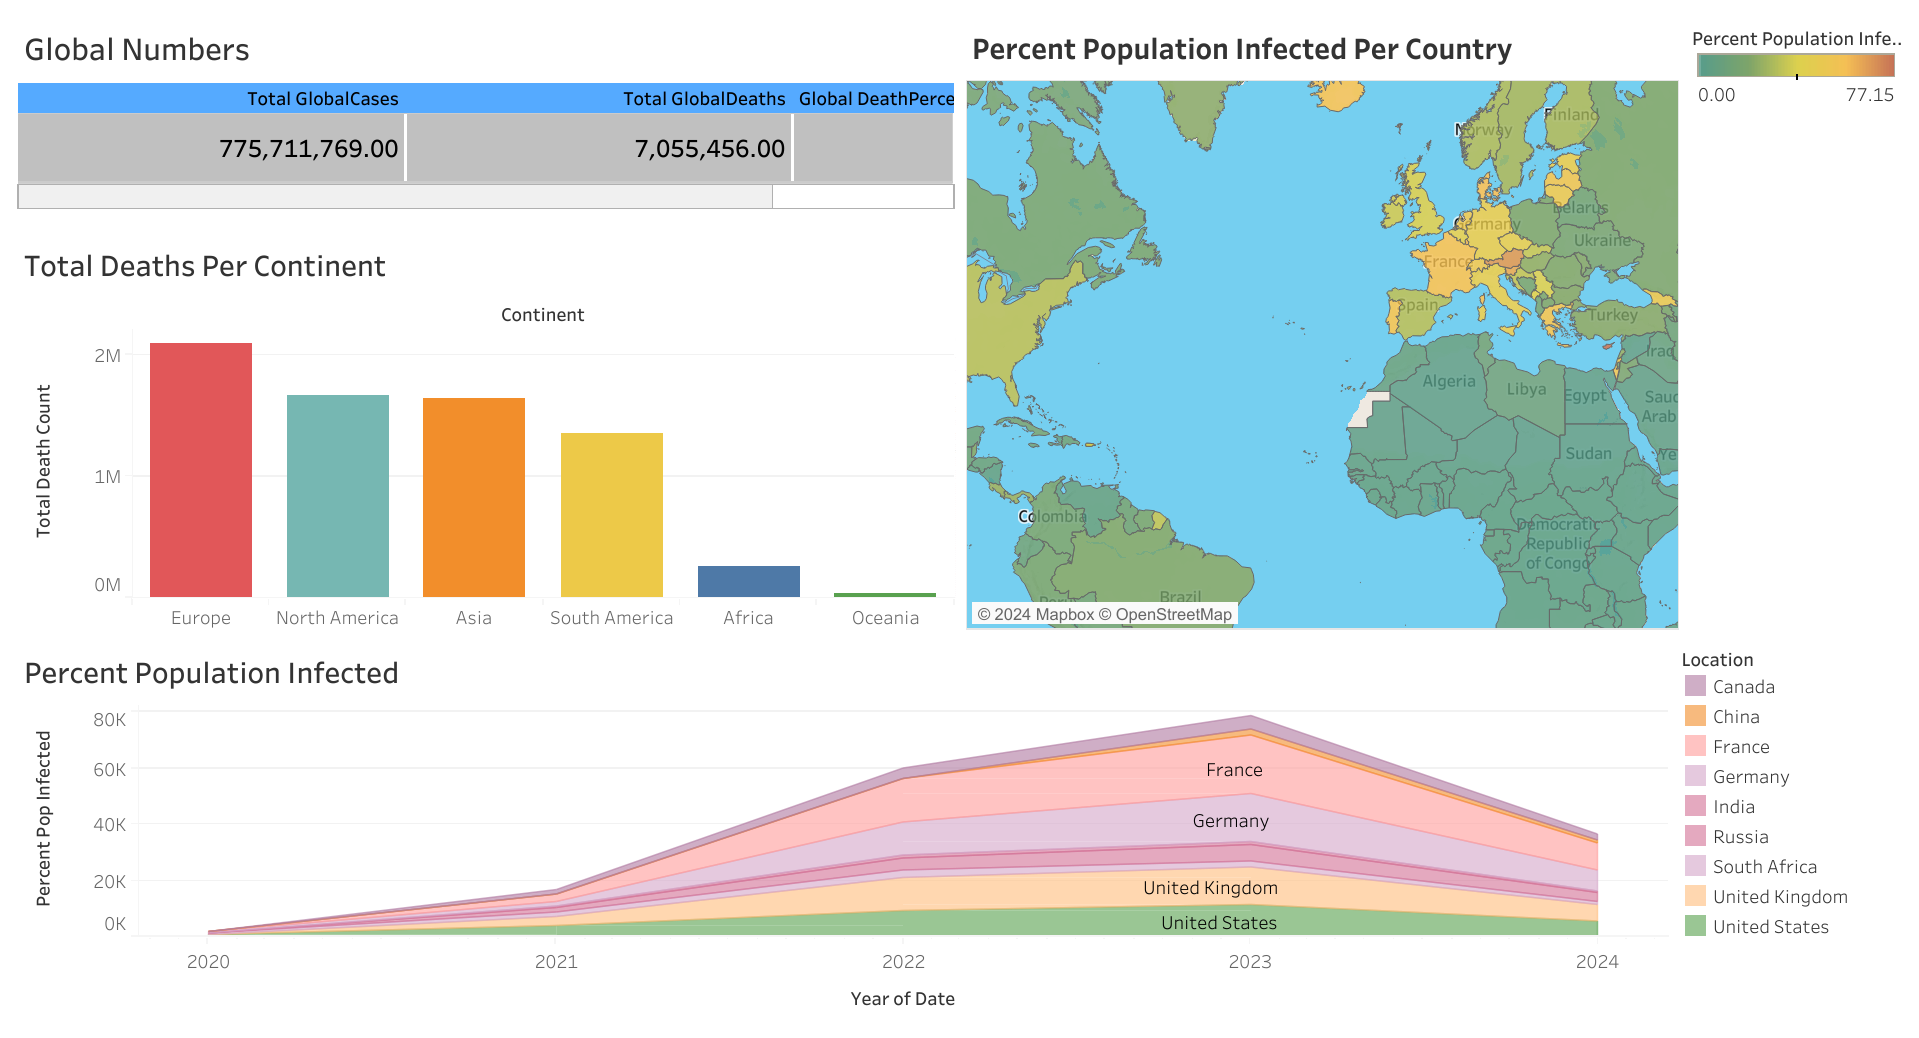 Global Numbers
Total GlobalCases
Total GlobalDeaths
Global DeathPerce
775,711,769.00
7,055,456.00
Total Deaths Per Continent
Continent
Total Death Count
2M
1M
0M
Europe
North America
Asia
South America
Africa
Oceania
Percent Population Infected Per Country
Norway
Finland
Belarus
Germany
Ukraine
France
Spain
Turkey
Iraq
Algeria
Libya
Egypt
Saud
Arab
Sudan
Ye
Colombia
Democratic
Republic
of Congo
Brazil
© 2024 Mapbox © OpenStreetMap
Percent Population Infe..
0.00
77.15
Percent Population Infected
Percent Pop Infected
80K
60K
40K
20K
0K
France
Germany
United Kingdom
United States
2020
2021
2022
2023
2024
Year of Date
Location
Canada
China
France
Germany
India
Russia
South Africa
United Kingdom
United States